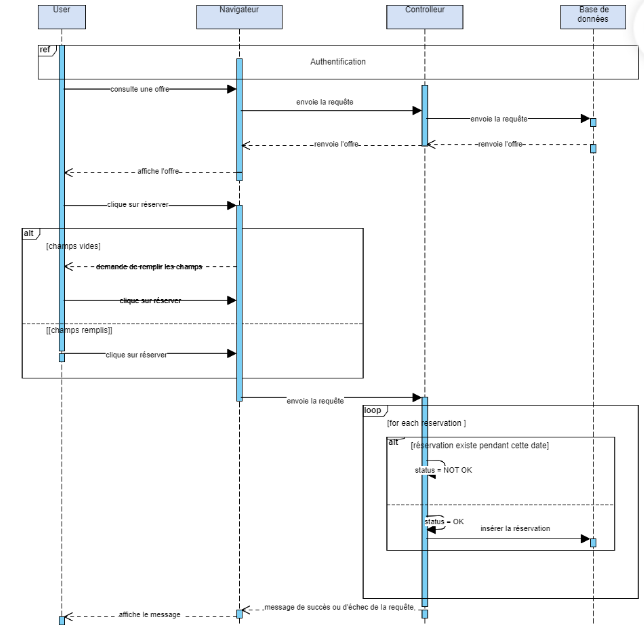 User
Navigateur
Controlleur
Base de
données
ref
Authentification
consulte une offre
envoie la requête
envoie la requête
renvoie l'offre
renvoie l'offre
affiche l'offre
clique sur réserver
alt
[champs vides]
demande de remplir les champs
clique sur réserver
[[champs remplis]]
clique sur réserver
envoie la requête
loop
[for each reservation ]
alt
[réservation existe pendant cette date]
status = NOT OK
status = OK
insérer la réservation
message de succès ou d'échec de la requête
affiche le message